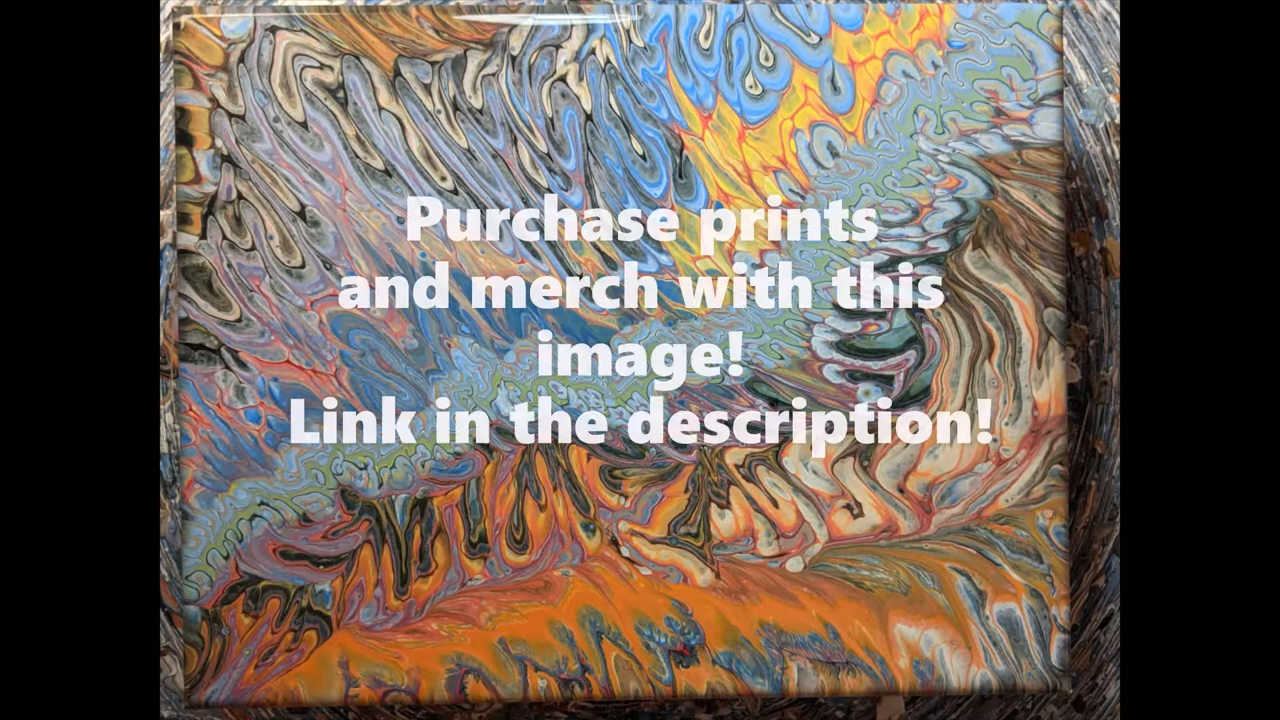 Purchase prints
and merch with this
image!
Link in the description!